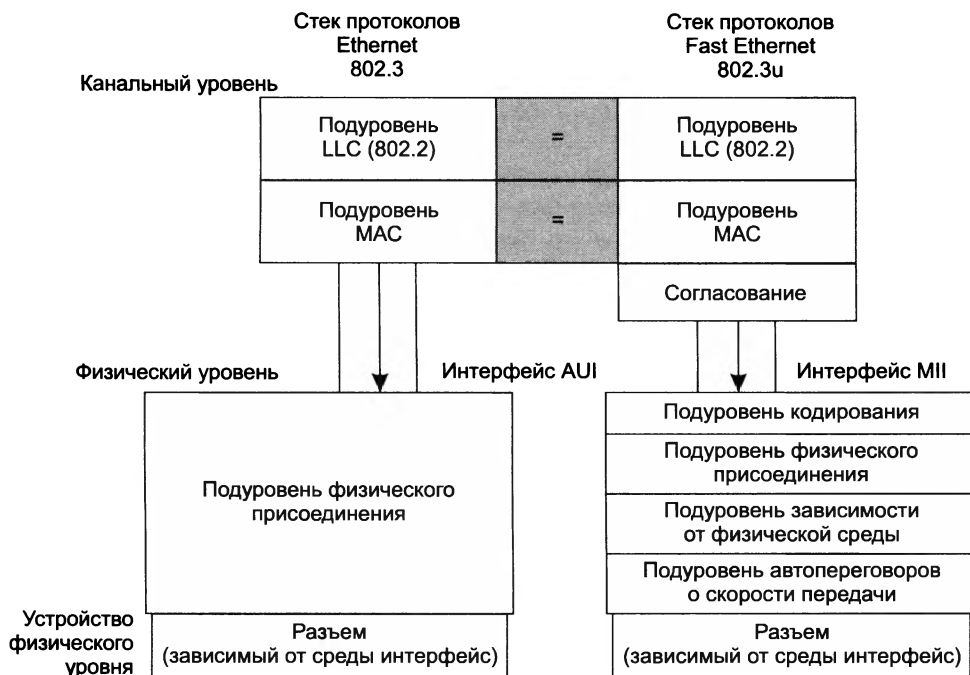 Стек протоколов
Ethernet
802.3
Стек протоколов
Fast Ethernet
802.3u
Канальный уровень
Подуровень
LLC (802.2)
=
Подуровень
LLC (802.2)
Подуровень
MAC
=
Подуровень
MAC
Согласование
Физический уровень
Интерфейс AUI
Интерфейс MII
Подуровень физического
присоединения
Подуровень кодирования
Подуровень физического
присоединения
Подуровень зависимости
от физической среды
Подуровень автопереговоров
о скорости передачи
Устройство
физического
уровня
Разъем
(зависимый от среды интерфейс)
Разъем
(зависимый от среды интерфейс)